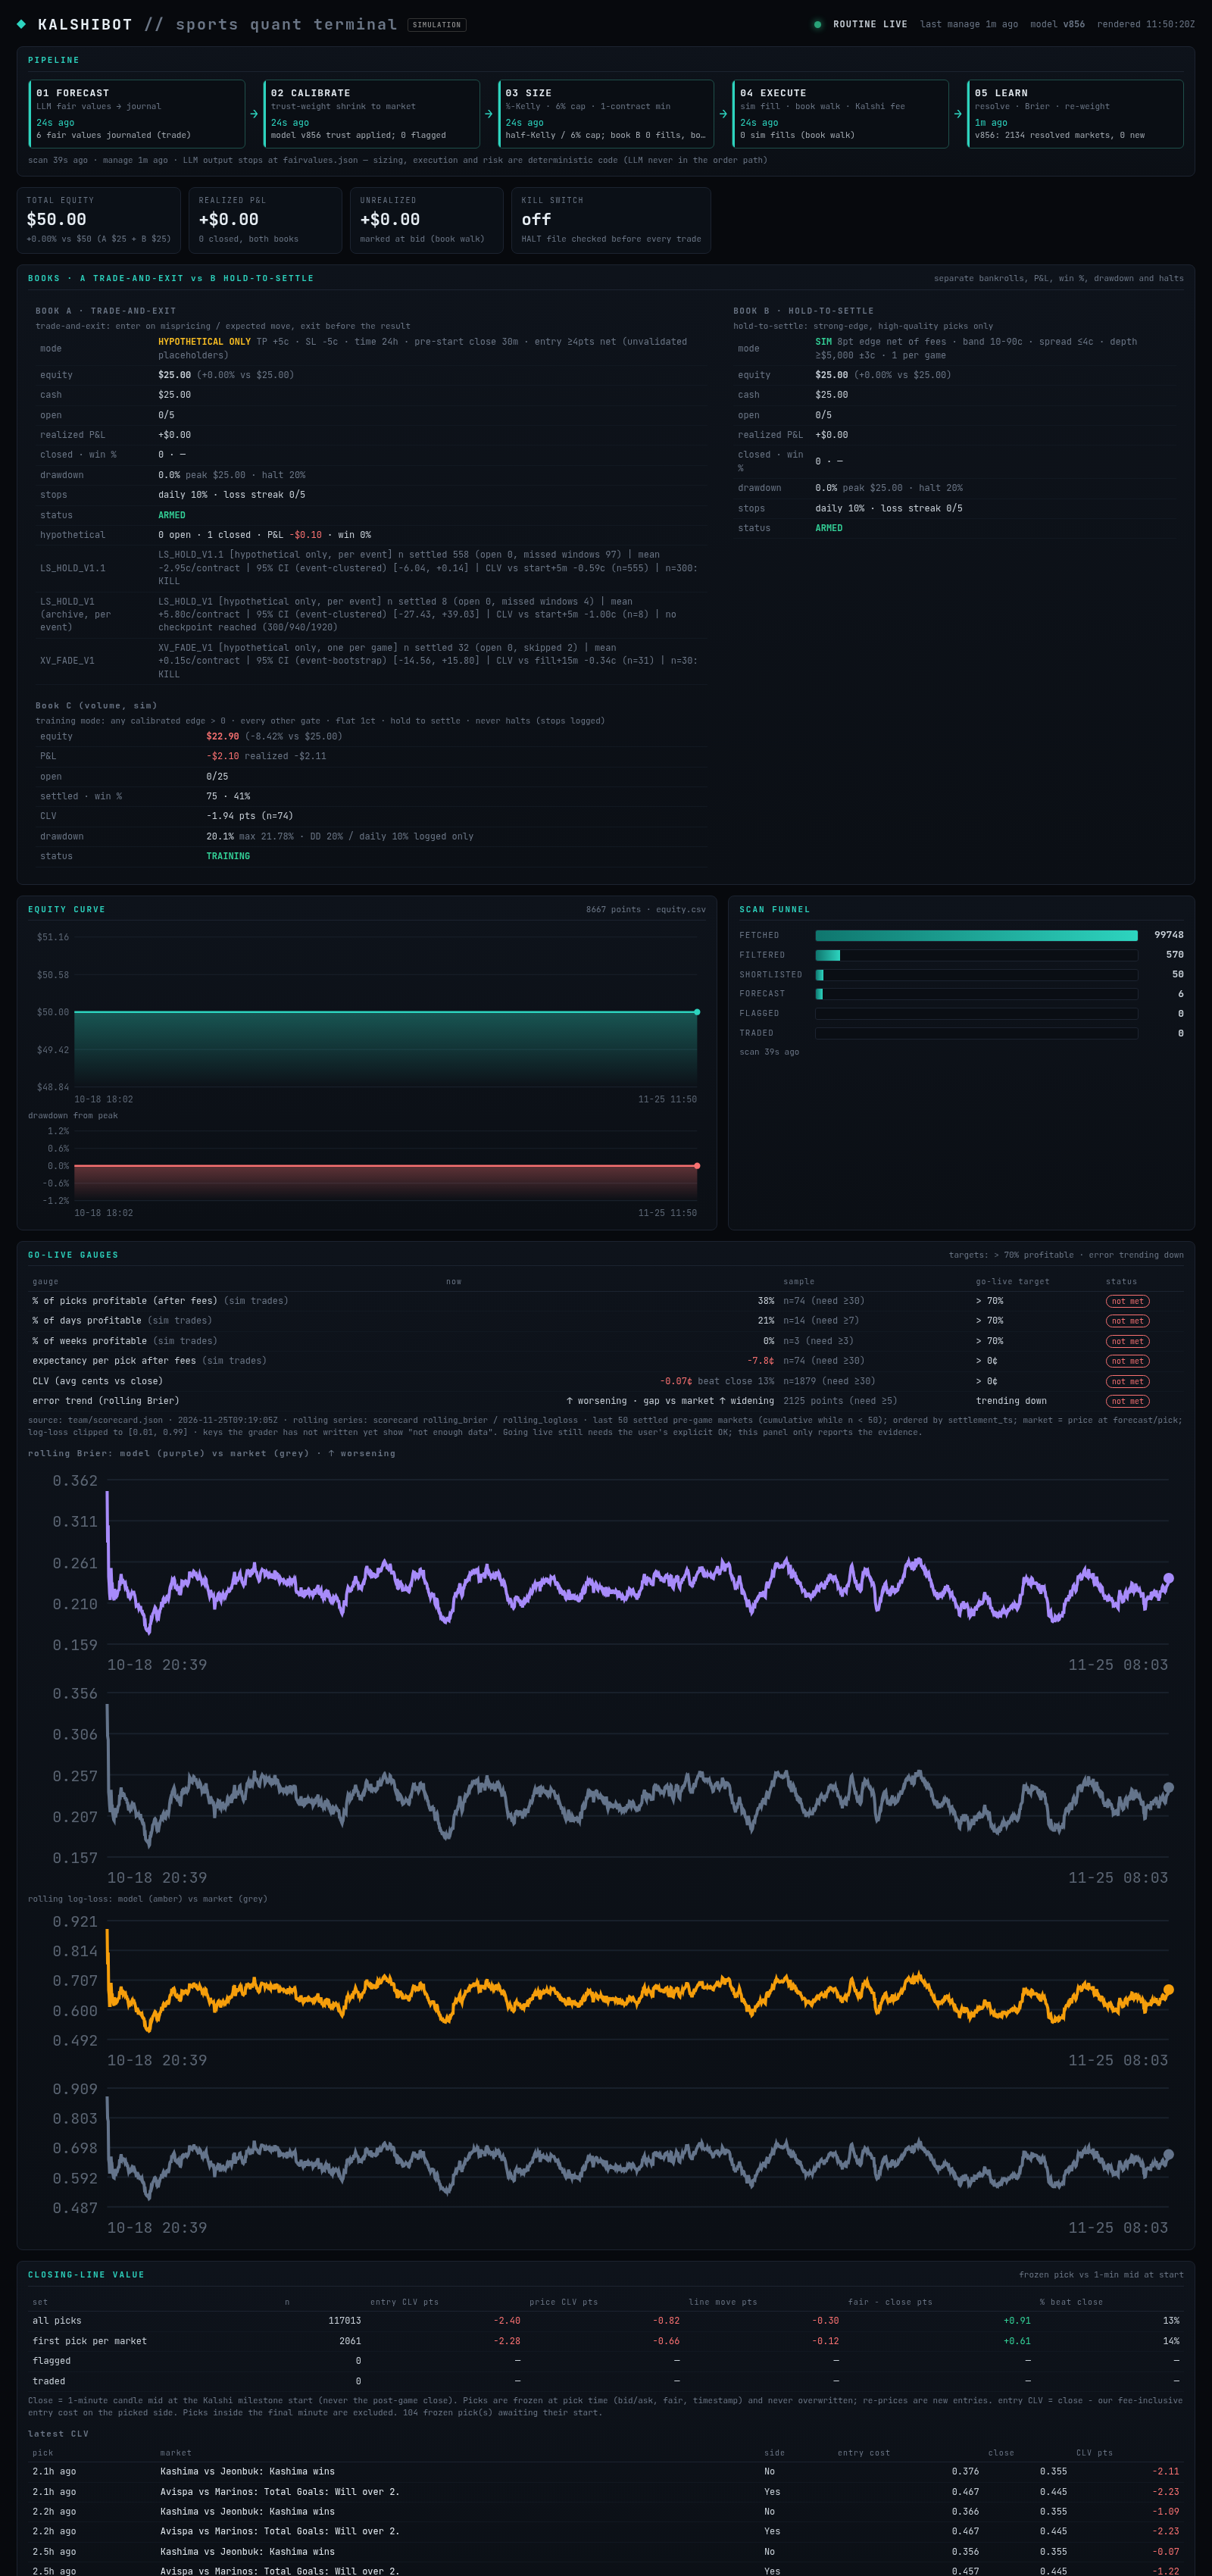 ◆ KALSHIBOT // sports quant terminal SIMULATION
ROUTINE LIVE last manage 1m ago model v856 rendered 11:50:20Z
PIPELINE
01 FORECAST
LLM fair values → journal
24s ago
6 fair values journaled (trade)
→
02 CALIBRATE
trust-weight shrink to market
24s ago
model v856 trust applied; 0 flagged
→
03 SIZE
½-Kelly · 6% cap · 1-contract min
24s ago
half-Kelly / 6% cap; book B 0 fills, bo…
→
04 EXECUTE
sim fill · book walk · Kalshi fee
24s ago
0 sim fills (book walk)
→
05 LEARN
resolve · Brier · re-weight
1m ago
v856: 2134 resolved markets, 0 new
scan 39s ago · manage 1m ago · LLM output stops at fairvalues.json — sizing, execution and risk are deterministic code (LLM never in the order path)
TOTAL EQUITY
$50.00
+0.00% vs $50 (A $25 + B $25)
REALIZED P&L
+$0.00
0 closed, both books
UNREALIZED
+$0.00
marked at bid (book walk)
KILL SWITCH
off
HALT file checked before every trade
BOOKS · A TRADE-AND-EXIT vs B HOLD-TO-SETTLE
separate bankrolls, P&L, win %, drawdown and halts
BOOK A · TRADE-AND-EXIT
trade-and-exit: enter on mispricing / expected move, exit before the result
mode HYPOTHETICAL ONLY TP +5c · SL -5c · time 24h · pre-start close 30m · entry ≥4pts net (unvalidated
placeholders)
equity $25.00 (+0.00% vs $25.00)
cash $25.00
open 0/5
realized P&L +$0.00
closed · win % 0 · —
drawdown 0.0% peak $25.00 · halt 20%
stops daily 10% · loss streak 0/5
status ARMED
hypothetical 0 open · 1 closed · P&L -$0.10 · win 0%
LS_HOLD_V1.1 LS_HOLD_V1.1 [hypothetical only, per event] n settled 558 (open 0, missed windows 97) | mean
-2.95c/contract | 95% CI (event-clustered) [-6.04, +0.14] | CLV vs start+5m -0.59c (n=555) | n=300:
KILL
LS_HOLD_V1 (archive, per event) LS_HOLD_V1 [hypothetical only, per event] n settled 8 (open 0, missed windows 4) | mean
+5.80c/contract | 95% CI (event-clustered) [-27.43, +39.03] | CLV vs start+5m -1.00c (n=8) | no
checkpoint reached (300/940/1920)
XV_FADE_V1 XV_FADE_V1 [hypothetical only, one per game] n settled 32 (open 0, skipped 2) | mean
+0.15c/contract | 95% CI (event-bootstrap) [-14.56, +15.80] | CLV vs fill+15m -0.34c (n=31) | n=30:
KILL
BOOK B · HOLD-TO-SETTLE
hold-to-settle: strong-edge, high-quality picks only
mode SIM 8pt edge net of fees · band 10-90c · spread ≤4c · depth
≥$5,000 ±3c · 1 per game
equity $25.00 (+0.00% vs $25.00)
cash $25.00
open 0/5
realized P&L +$0.00
closed · win % 0 · —
drawdown 0.0% peak $25.00 · halt 20%
stops daily 10% · loss streak 0/5
status ARMED
Book C (volume, sim)
training mode: any calibrated edge > 0 · every other gate · flat 1ct · hold to settle · never halts (stops logged)
equity $22.90 (-8.42% vs $25.00)
P&L -$2.10 realized -$2.11
open 0/25
settled · win % 75 · 41%
CLV -1.94 pts (n=74)
drawdown 20.1% max 21.78% · DD 20% / daily 10% logged only
status TRAINING
EQUITY CURVE
8667 points · equity.csv
$51.16
$50.58
$50.00
$49.42
$48.84
10-18 18:02 11-25 11:50
drawdown from peak
1.2%
0.6%
0.0%
-0.6%
-1.2%
10-18 18:02 11-25 11:50
SCAN FUNNEL
FETCHED 99748
FILTERED 570
SHORTLISTED 50
FORECAST 6
FLAGGED 0
TRADED 0
scan 39s ago
GO-LIVE GAUGES
targets: > 70% profitable · error trending down
gauge now sample go-live target status
% of picks profitable (after fees) (sim trades) 38% n=74 (need ≥30) > 70% not met
% of days profitable (sim trades) 21% n=14 (need ≥7) > 70% not met
% of weeks profitable (sim trades) 0% n=3 (need ≥3) > 70% not met
expectancy per pick after fees (sim trades) -7.8¢ n=74 (need ≥30) > 0¢ not met
CLV (avg cents vs close) -0.07¢ beat close 13% n=1879 (need ≥30) > 0¢ not met
error trend (rolling Brier) ↑ worsening · gap vs market ↑ widening 2125 points (need ≥5) trending down not met
source: team/scorecard.json · 2026-11-25T09:19:05Z · rolling series: scorecard rolling_brier / rolling_logloss · last 50 settled pre-game markets (cumulative while n < 50); ordered by settlement_ts; market = price at forecast/pick;
log-loss clipped to [0.01, 0.99] · keys the grader has not written yet show "not enough data". Going live still needs the user's explicit OK; this panel only reports the evidence.
rolling Brier: model (purple) vs market (grey) · ↑ worsening
0.362
0.311
0.261
0.210
0.159
10-18 20:39 11-25 08:03
0.356
0.306
0.257
0.207
0.157
10-18 20:39 11-25 08:03
rolling log-loss: model (amber) vs market (grey)
0.921
0.814
0.707
0.600
0.492
10-18 20:39 11-25 08:03
0.909
0.803
0.698
0.592
0.487
10-18 20:39 11-25 08:03
CLOSING-LINE VALUE
frozen pick vs 1-min mid at start
set n entry CLV pts price CLV pts line move pts fair - close pts % beat close
all picks 117013 -2.40 -0.82 -0.30 +0.91 13%
first pick per market 2061 -2.28 -0.66 -0.12 +0.61 14%
flagged 0 — — — — —
traded 0 — — — — —
Close = 1-minute candle mid at the Kalshi milestone start (never the post-game close). Picks are frozen at pick time (bid/ask, fair, timestamp) and never overwritten; re-prices are new entries. entry CLV = close - our fee-inclusive
entry cost on the picked side. Picks inside the final minute are excluded. 104 frozen pick(s) awaiting their start.
latest CLV
pick market side entry cost close CLV pts
2.1h ago Kashima vs Jeonbuk: Kashima wins No 0.376 0.355 -2.11
2.1h ago Avispa vs Marinos: Total Goals: Will over 2. Yes 0.467 0.445 -2.23
2.2h ago Kashima vs Jeonbuk: Kashima wins No 0.366 0.355 -1.09
2.2h ago Avispa vs Marinos: Total Goals: Will over 2. Yes 0.467 0.445 -2.23
2.5h ago Kashima vs Jeonbuk: Kashima wins No 0.356 0.355 -0.07
2.5h ago Avispa vs Marinos: Total Goals: Will over 2. Yes 0.457 0.445 -1.22